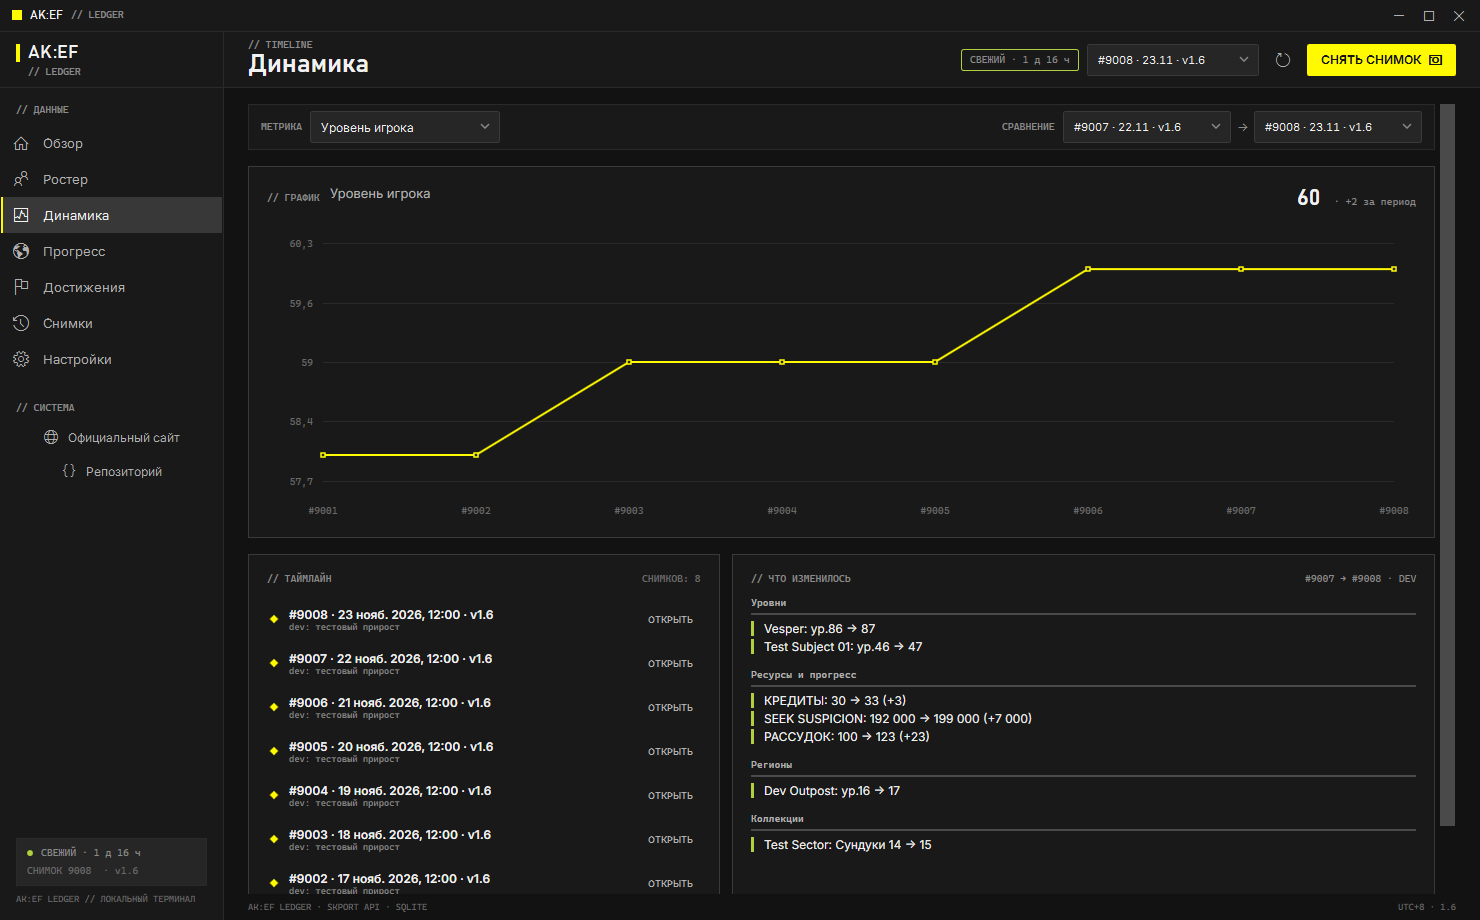 AK:EF // LEDGER
AK:EF
// LEDGER
// ДАННЫЕ
Обзор
Ростер
Динамика
Прогресс
Достижения
Снимки
Настройки
// СИСТЕМА
Официальный сайт
{} Репозиторий
СВЕЖИЙ · 1 д 16 ч
СНИМОК 9008 · v1.6
AK:EF LEDGER // ЛОКАЛЬНЫЙ ТЕРМИНАЛ
// TIMELINE
Динамика
СВЕЖИЙ · 1 д 16 ч
#9008 · 23.11 · v1.6
СНЯТЬ СНИМОК
МЕТРИКА Уровень игрока
СРАВНЕНИЕ #9007 · 22.11 · v1.6 → #9008 · 23.11 · v1.6
// ГРАФИК Уровень игрока
60 · +2 за период
60,3
59,6
59
58,4
57,7
#9001 #9002 #9003 #9004 #9005 #9006 #9007 #9008
// ТАЙМЛАЙН СНИМКОВ: 8
#9008 · 23 нояб. 2026, 12:00 · v1.6 ОТКРЫТЬ
dev: тестовый прирост
#9007 · 22 нояб. 2026, 12:00 · v1.6 ОТКРЫТЬ
dev: тестовый прирост
#9006 · 21 нояб. 2026, 12:00 · v1.6 ОТКРЫТЬ
dev: тестовый прирост
#9005 · 20 нояб. 2026, 12:00 · v1.6 ОТКРЫТЬ
dev: тестовый прирост
#9004 · 19 нояб. 2026, 12:00 · v1.6 ОТКРЫТЬ
dev: тестовый прирост
#9003 · 18 нояб. 2026, 12:00 · v1.6 ОТКРЫТЬ
dev: тестовый прирост
#9002 · 17 нояб. 2026, 12:00 · v1.6 ОТКРЫТЬ
dev: тестовый прирост
// ЧТО ИЗМЕНИЛОСЬ #9007 → #9008 · DEV
Уровни
Vesper: ур.86 → 87
Test Subject 01: ур.46 → 47
Ресурсы и прогресс
КРЕДИТЫ: 30 → 33 (+3)
SEEK SUSPICION: 192 000 → 199 000 (+7 000)
РАССУДОК: 100 → 123 (+23)
Регионы
Dev Outpost: ур.16 → 17
Коллекции
Test Sector: Сундуки 14 → 15
AK:EF LEDGER · SKPORT API · SQLITE
UTC+8 · 1.6